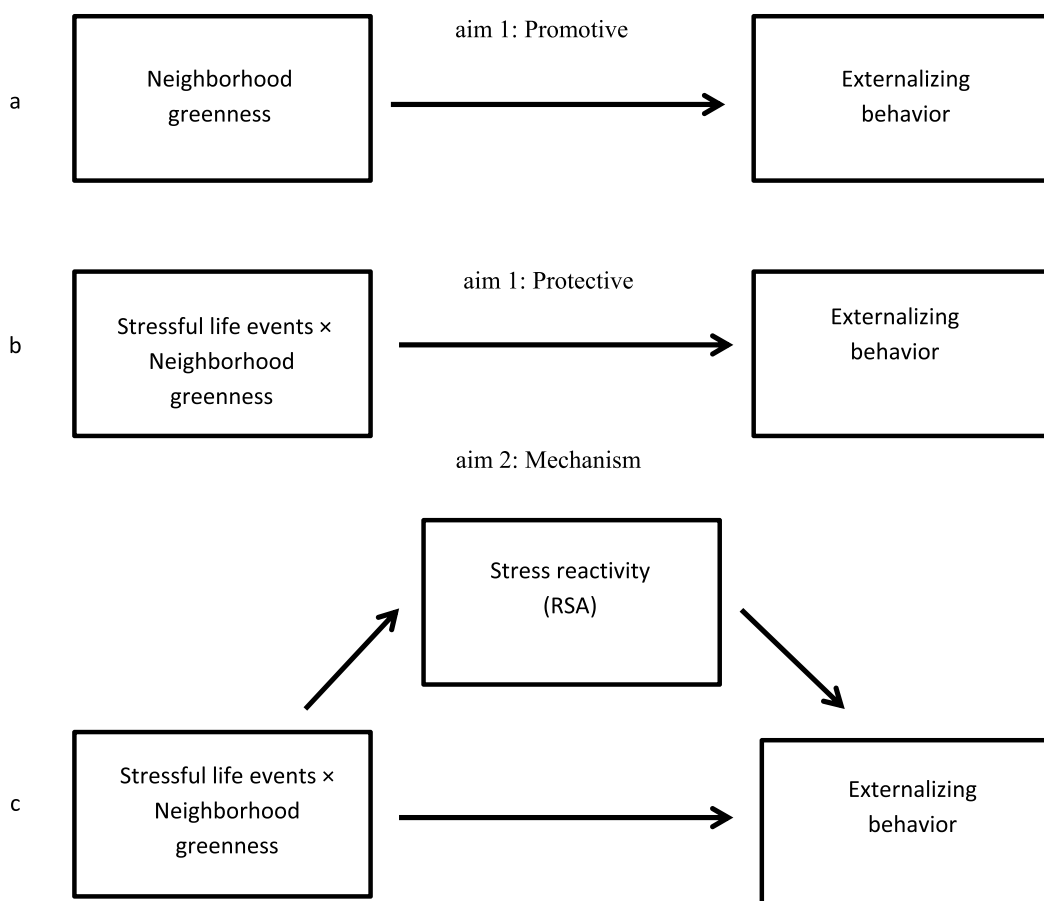 aim 1: Promotive
a
Neighborhood
greenness
Externalizing
behavior
aim 1: Protective
b
Stressful life events ×
Neighborhood
greenness
Externalizing
behavior
aim 2: Mechanism
Stress reactivity
(RSA)
c
Stressful life events ×
Neighborhood
greenness
Externalizing
behavior